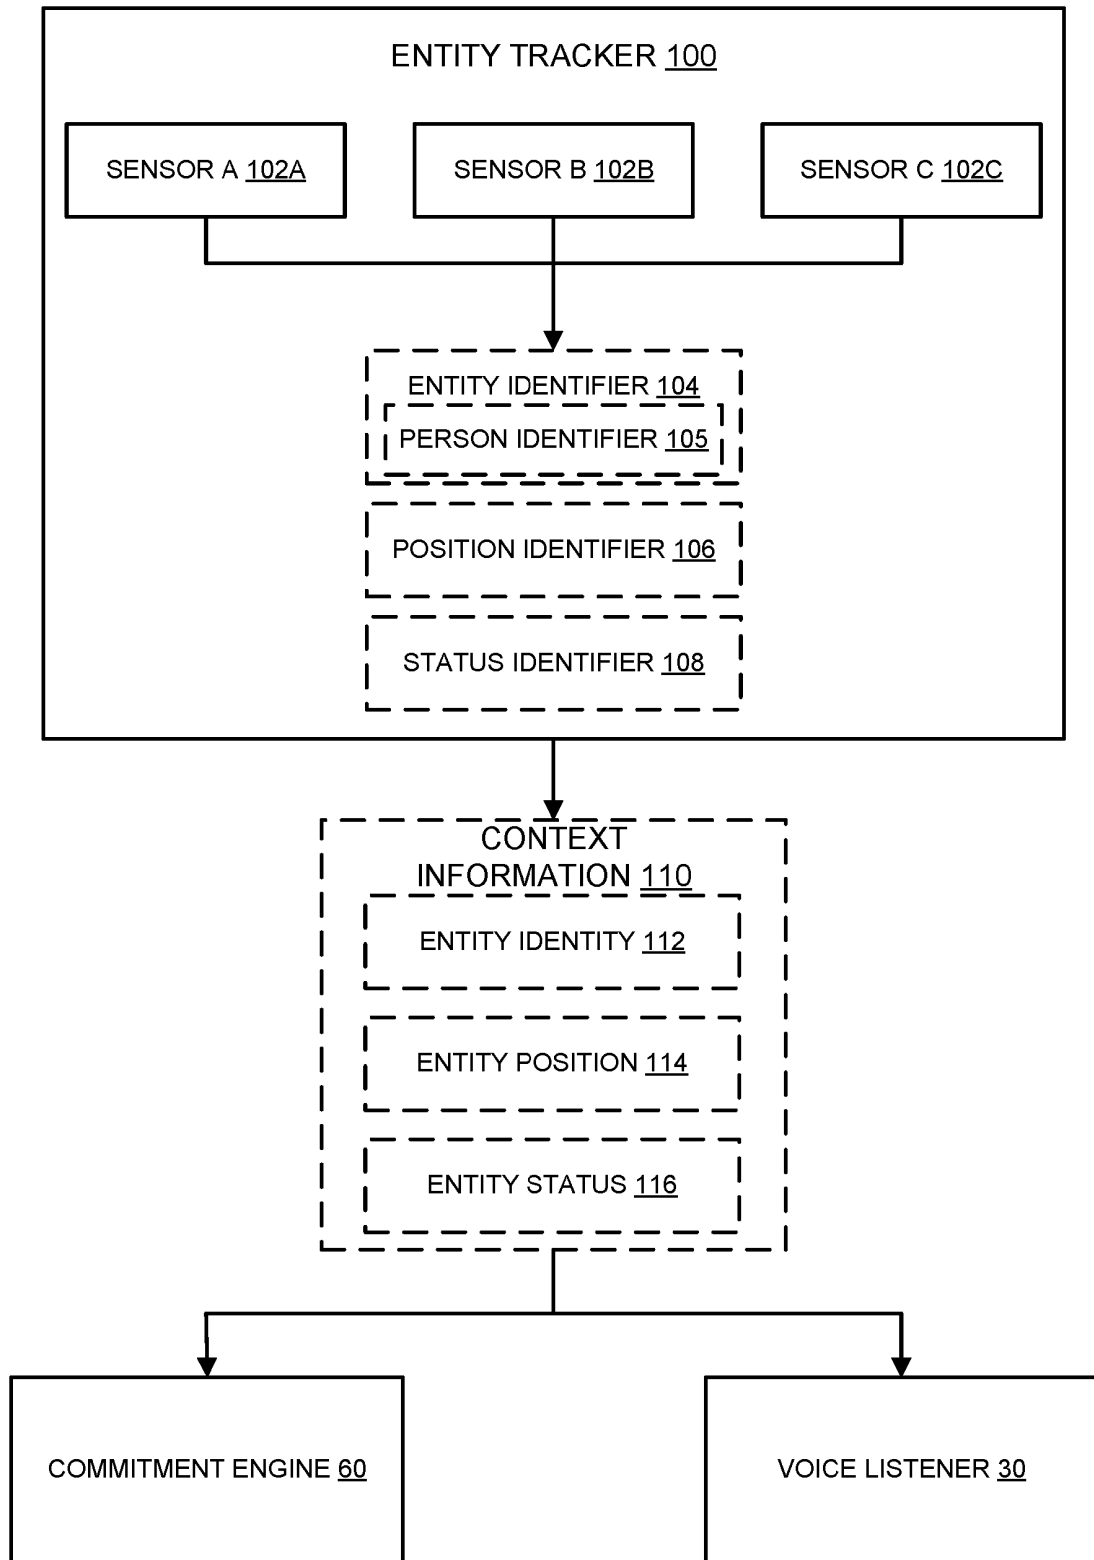 ENTITY TRACKER 100
SENSOR A 102A
SENSOR B 102B
SENSOR C 102C
ENTITY IDENTIFIER 104
PERSON IDENTIFIER 105
POSITION IDENTIFIER 106
STATUS IDENTIFIER 108
CONTEXT
INFORMATION 110
ENTITY IDENTITY 112
ENTITY POSITION 114
ENTITY STATUS 116
COMMITMENT ENGINE 60
VOICE LISTENER 30